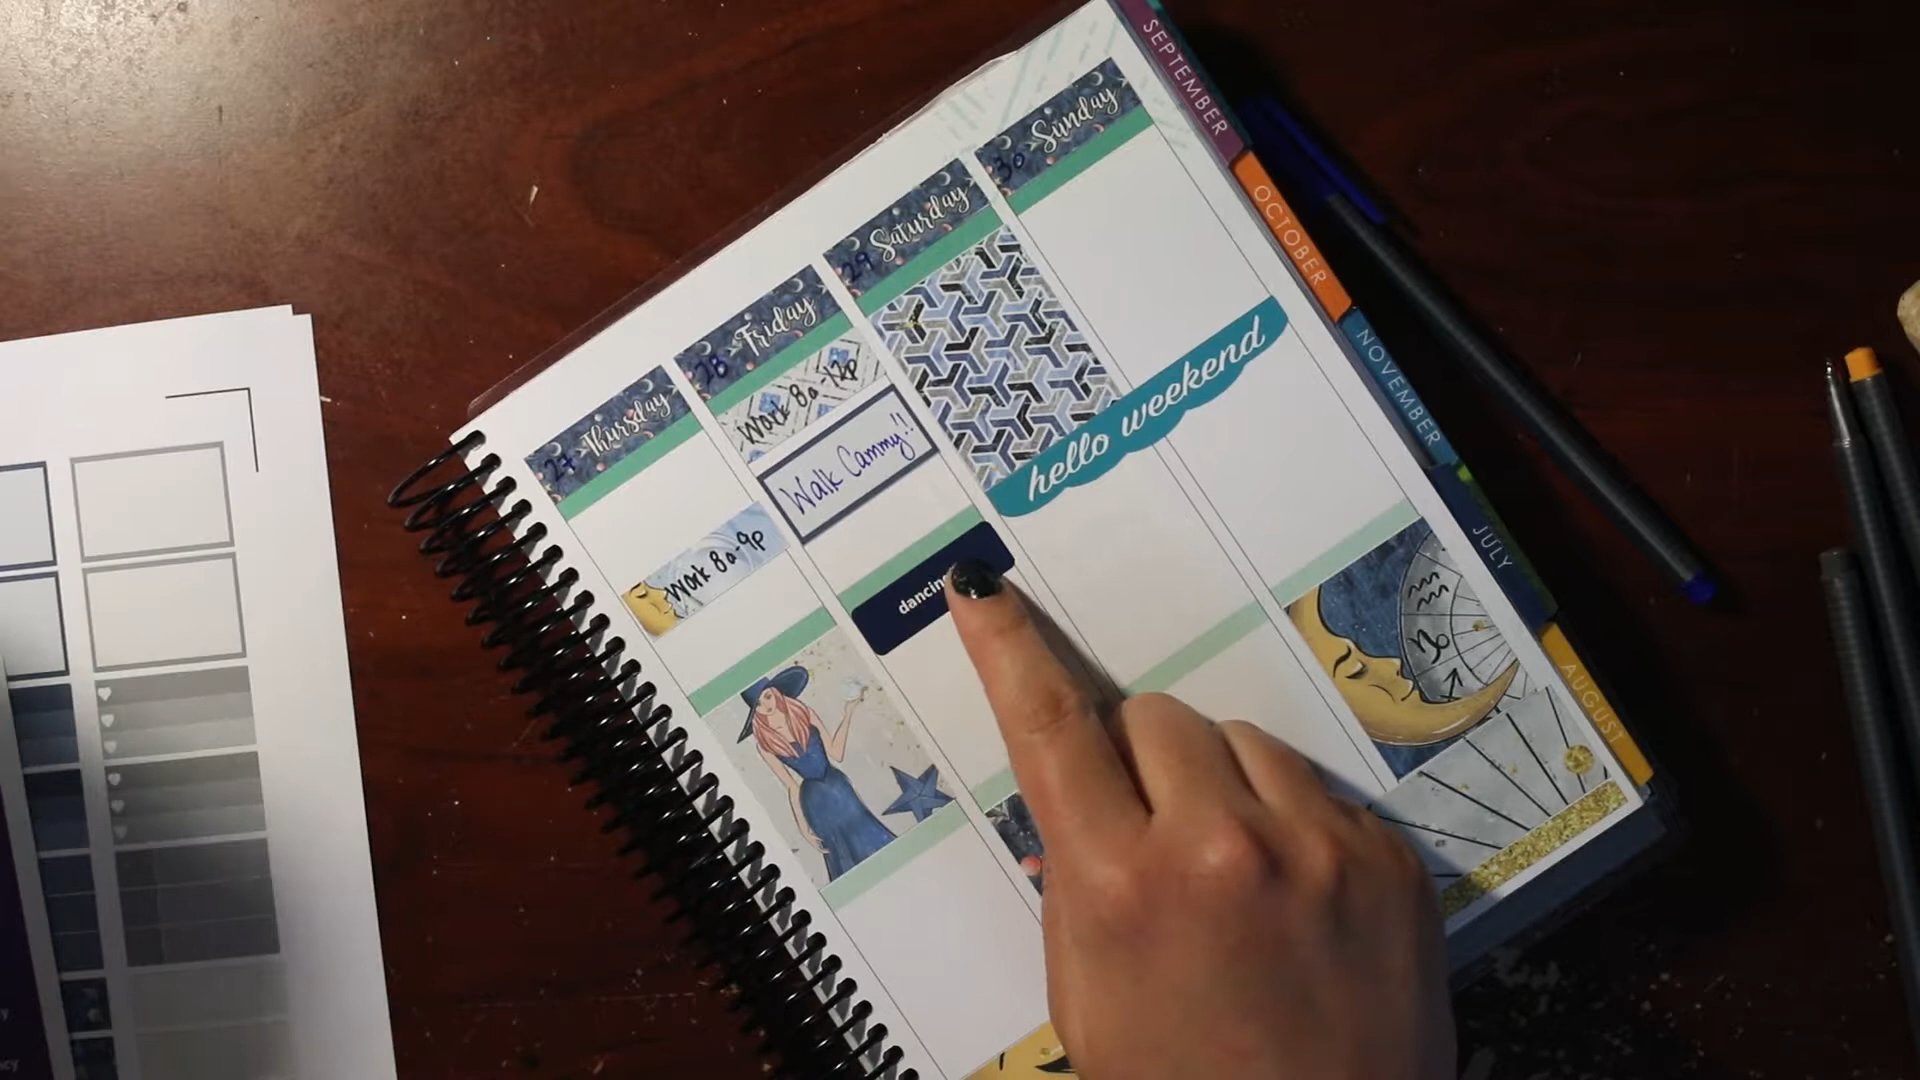 27 Thursday
Work 8a-9p
28 Friday
Work 8a-12p
Walk Cammy!!
29 Saturday
30 Sunday
hello weekend
SEPTEMBER
OCTOBER
NOVEMBER
JULY
AUGUST